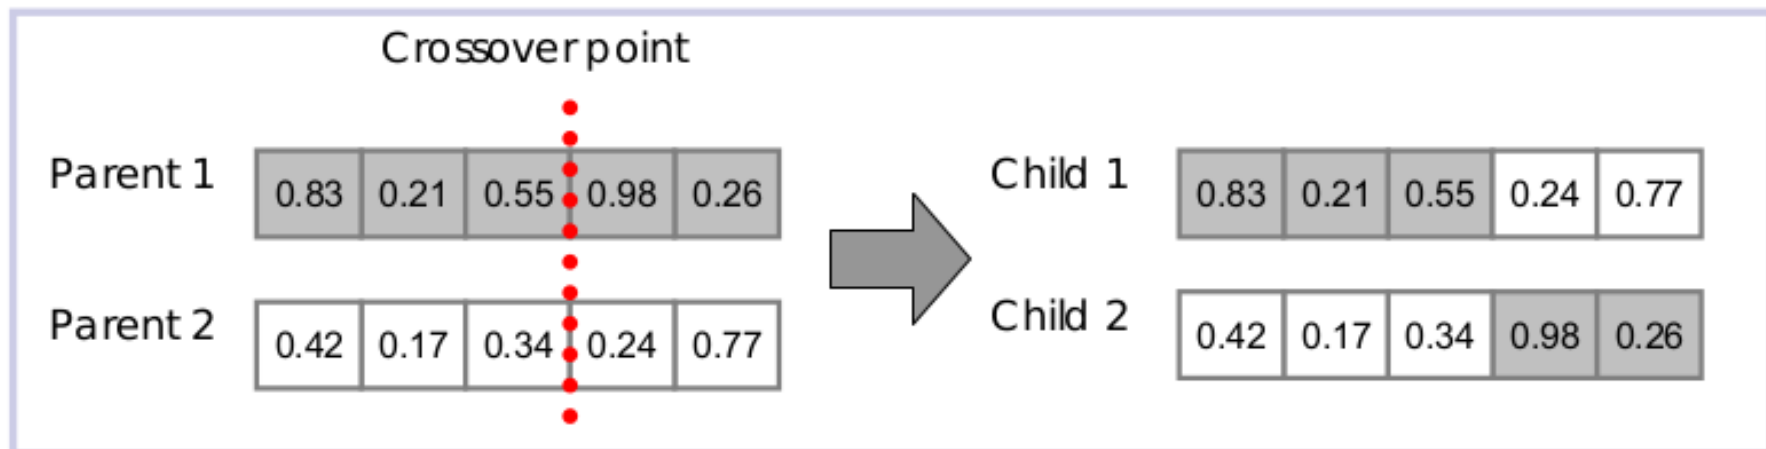 Crossover point
Parent 1 0.83 0.21 0.55 0.98 0.26
Child 1 0.83 0.21 0.55 0.24 0.77
Parent 2 0.42 0.17 0.34 0.24 0.77
Child 2 0.42 0.17 0.34 0.98 0.26